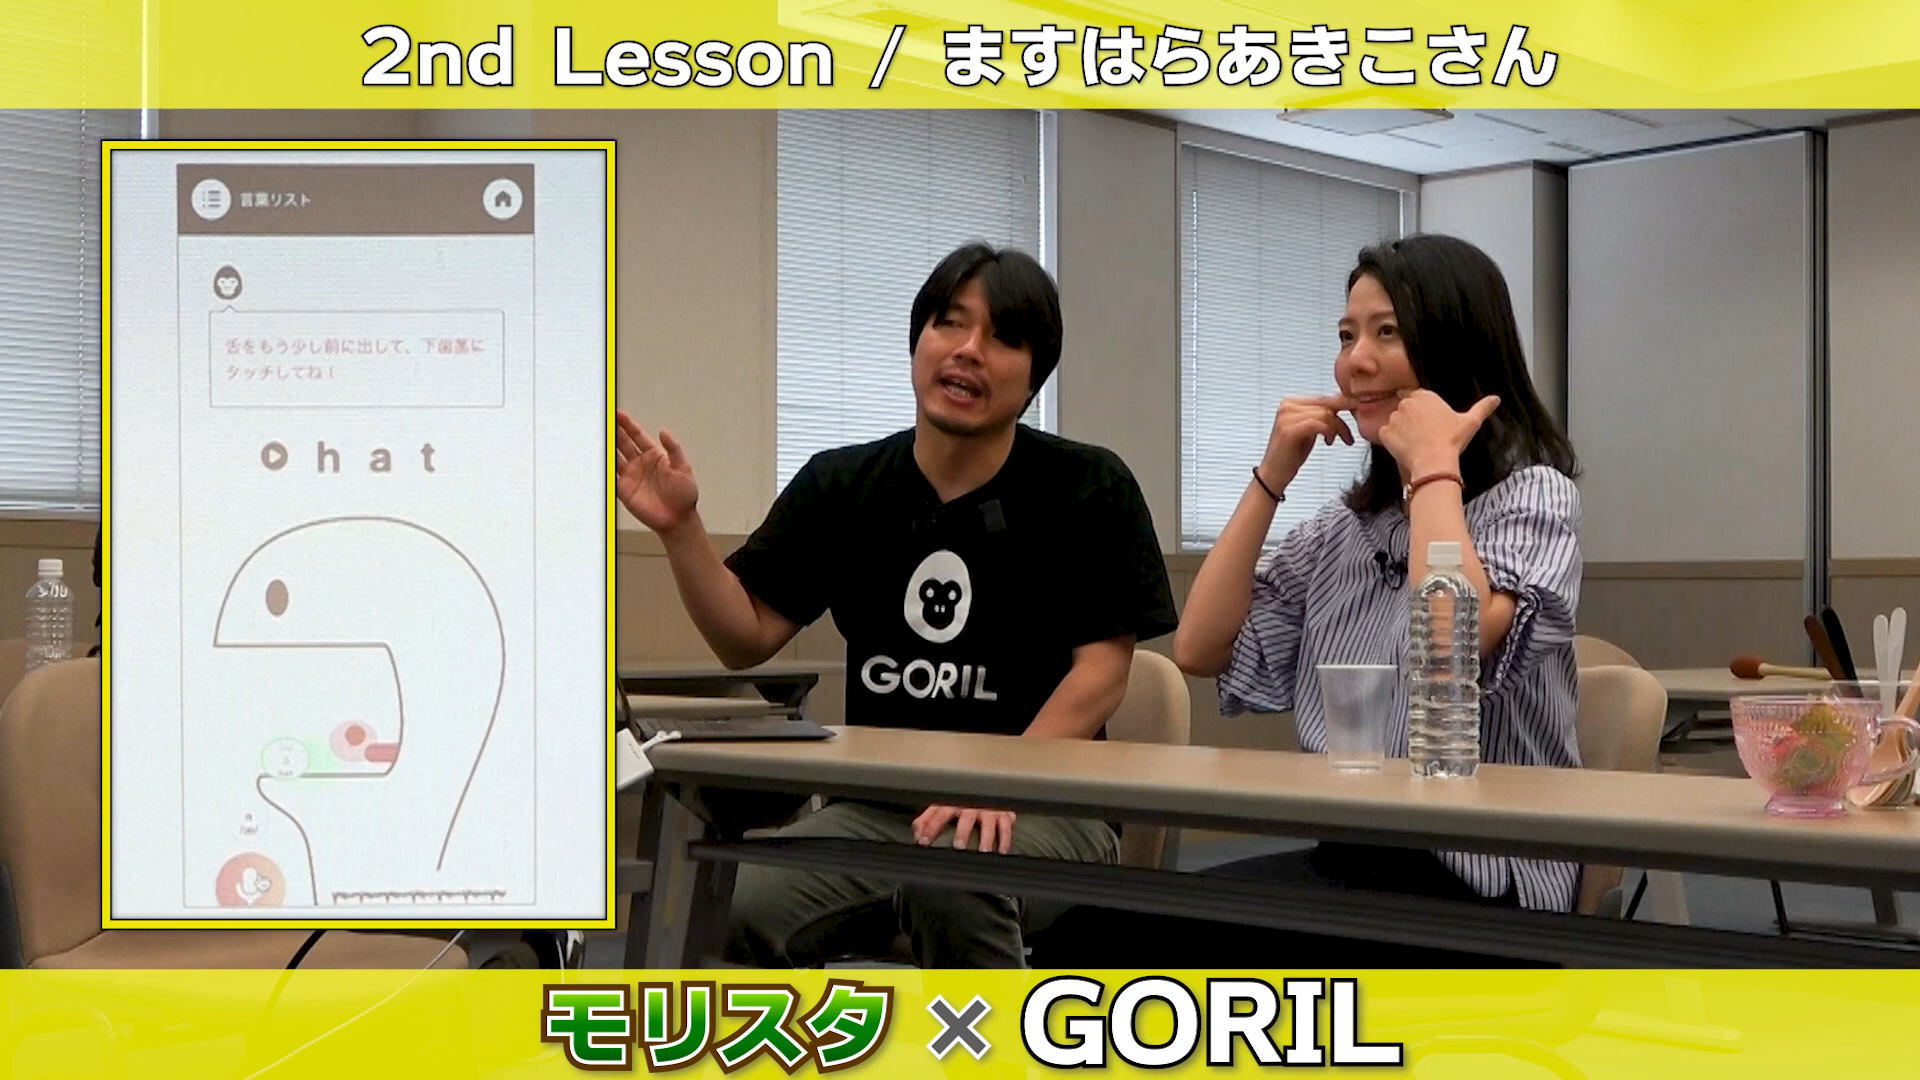 2nd Lesson / ますはらあきこさん
言葉リスト
舌をもう少し前に出して、下歯茎に
タッチしてね！
hat
GORIL
モリスタ × GORIL